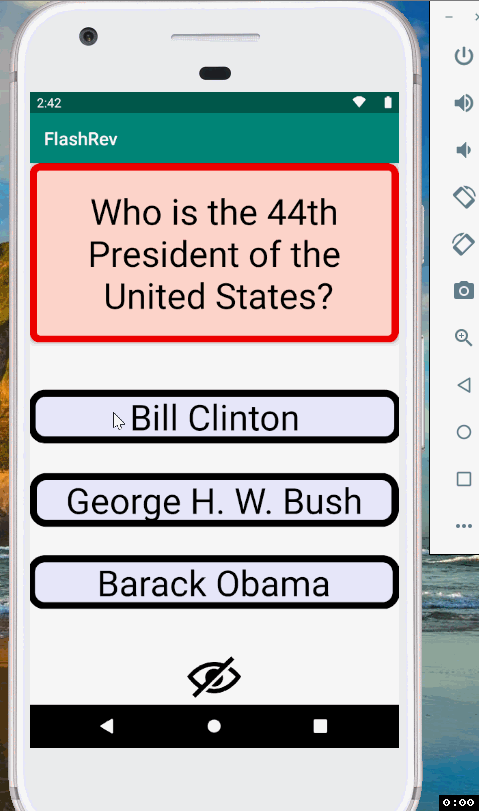 2:42
FlashRev
Who is the 44th
President of the
United States?
Bill Clinton
George H. W. Bush
Barack Obama
0:00